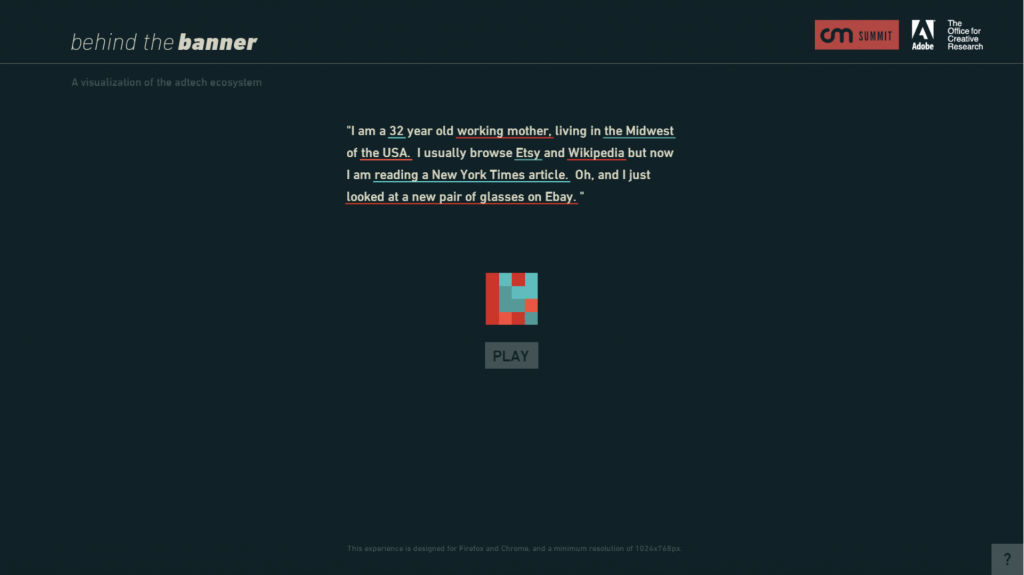 behind the banner
CM SUMMIT
Adobe
The
Office for
Creative
Research
A visualization of the adtech ecosystem
"I am a 32 year old working mother, living in the Midwest
of the USA. I usually browse Etsy and Wikipedia but now
I am reading a New York Times article. Oh, and I just
looked at a new pair of glasses on Ebay. "
PLAY
This experience is designed for Firefox and Chrome, and a minimum resolution of 1024x768px.
?